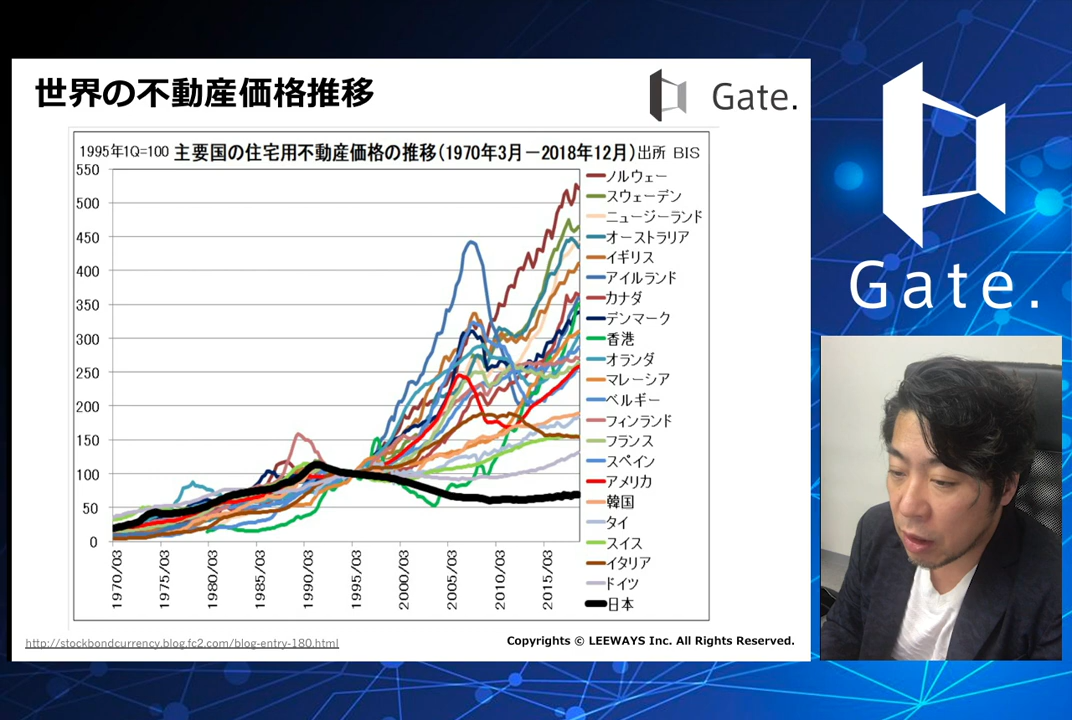 世界の不動産価格推移
Gate.
1995年1Q=100 主要国の住宅用不動産価格の推移(1970年3月－2018年12月)出所 BIS
550
500
450
400
350
300
250
200
150
100
50
0
1970/03
1975/03
1980/03
1985/03
1990/03
1995/03
2000/03
2005/03
2010/03
2015/03
ノルウェー
スウェーデン
ニュージーランド
オーストラリア
イギリス
アイルランド
カナダ
デンマーク
香港
オランダ
マレーシア
ベルギー
フィンランド
フランス
スペイン
アメリカ
韓国
タイ
スイス
イタリア
ドイツ
日本
http://stockbondcurrency.blog.fc2.com/blog-entry-180.html
Copyrights © LEEWAYS Inc. All Rights Reserved.
Gate.